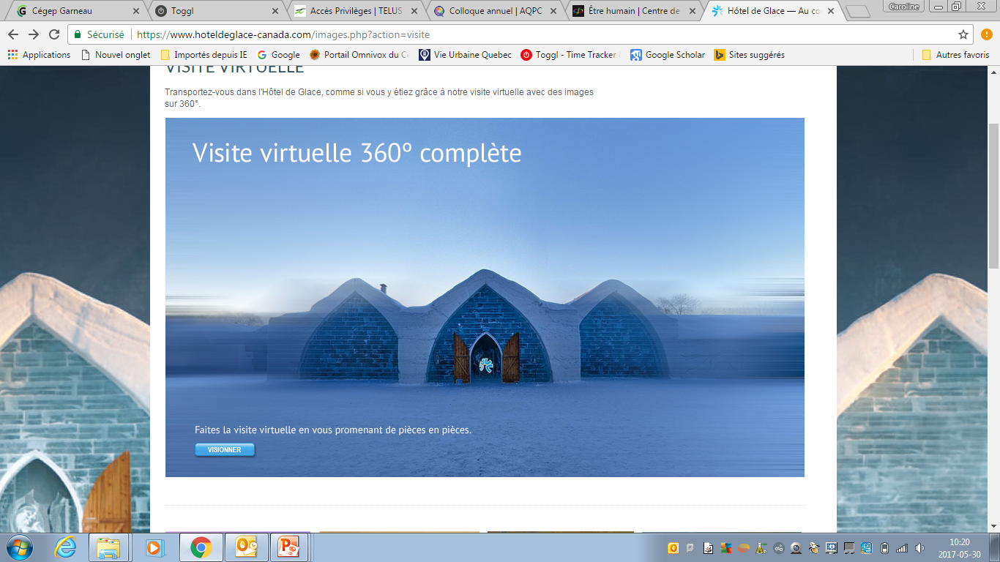 Cégep Garneau
Toggl
Accès Privilèges | TELUS
Colloque annuel | AQPC
Être humain | Centre de
Hôtel de Glace — Au co
Caroline
Sécurisé
https://www.hoteldeglace-canada.com/images.php?action=visite
Applications
Nouvel onglet
Importés depuis IE
Google
Portail Omnivox du Cé
Vie Urbaine Quebec
Toggl - Time Tracker
Google Scholar
Sites suggérés
Autres favoris
VISITE VIRTUELLE
Transportez-vous dans l'Hôtel de Glace, comme si vous y étiez grâce à notre visite virtuelle avec des images
sur 360°.
Visite virtuelle 360º complète
Faites la visite virtuelle en vous promenant de pièces en pièces.
VISIONNER
10:20
2017-05-30